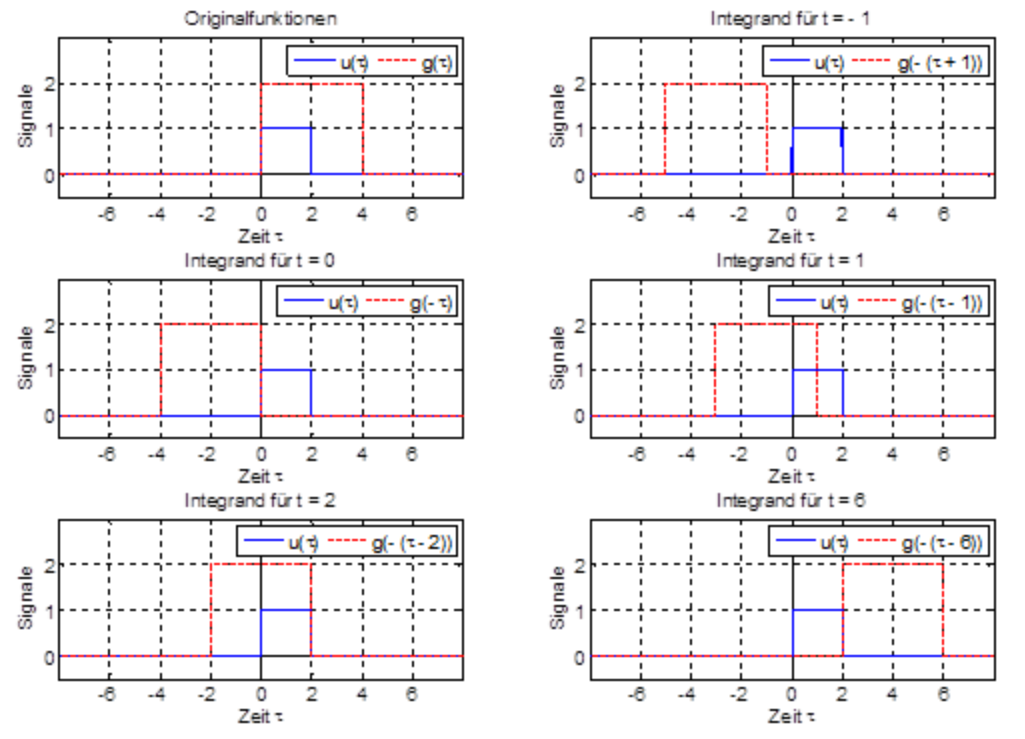 Originalfunktionen
u(τ) g(τ)
Signale
2
1
0
-6 -4 -2 0 2 4 6
Zeit τ
Integrand für t = - 1
u(τ) g(- (τ + 1))
Signale
2
1
0
-6 -4 -2 0 2 4 6
Zeit τ
Integrand für t = 0
u(τ) g(- τ)
Signale
2
1
0
-6 -4 -2 0 2 4 6
Zeit τ
Integrand für t = 1
u(τ) g(- (τ - 1))
Signale
2
1
0
-6 -4 -2 0 2 4 6
Zeit τ
Integrand für t = 2
u(τ) g(- (τ - 2))
Signale
2
1
0
-6 -4 -2 0 2 4 6
Zeit τ
Integrand für t = 6
u(τ) g(- (τ - 6))
Signale
2
1
0
-6 -4 -2 0 2 4 6
Zeit τ